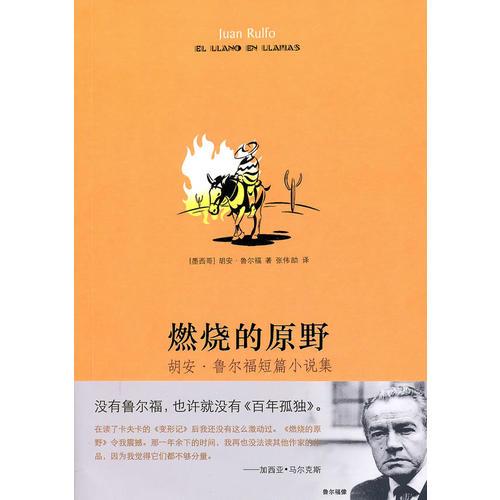 Juan Rulfo
EL LLANO EN LLAMAS
[墨西哥] 胡安·鲁尔福 著 张伟劼 译
燃烧的原野
胡安·鲁尔福短篇小说集
没有鲁尔福，也许就没有《百年孤独》。
在读了卡夫卡的《变形记》后我还没有这么激动过。《燃烧的原
野》令我震撼。那一年余下的时间，我再也没法读其他作家的作
品，因为我觉得它们都不够分量。
——加西亚·马尔克斯
鲁尔福像